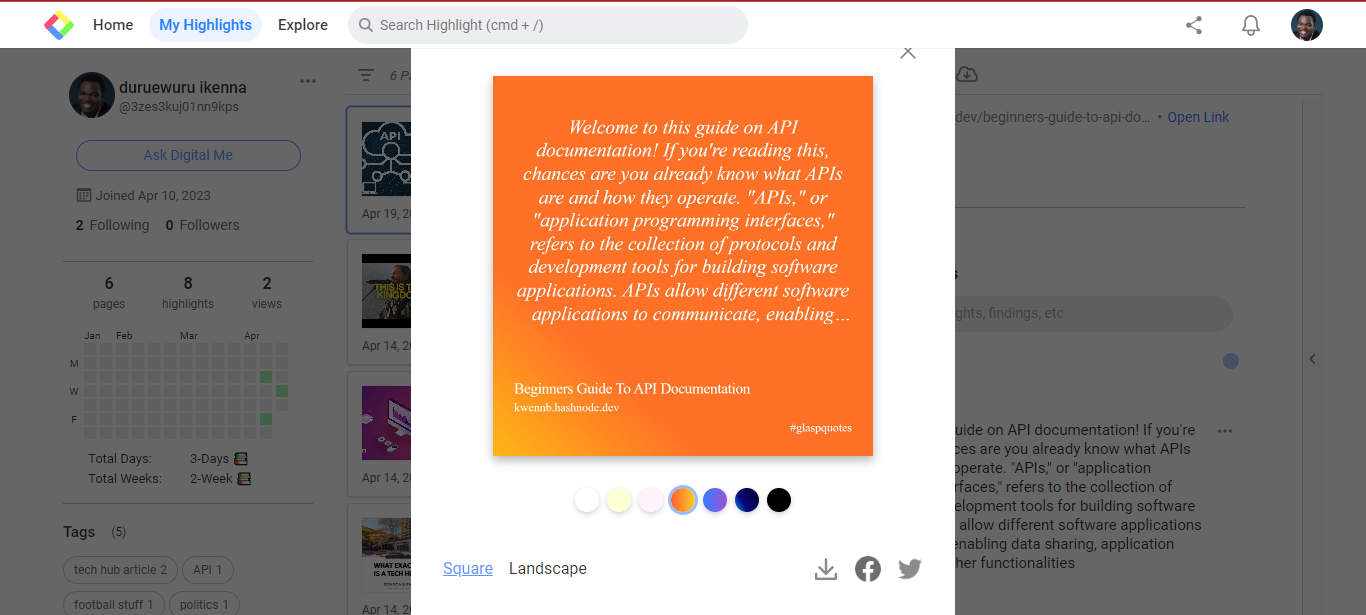 Home
My Highlights
Explore
Search Highlight (cmd + /)
duruewuru ikenna
@3zes3kuj01nn9kps
Ask Digital Me
Joined Apr 10, 2023
2 Following 0 Followers
6 8 2
pages highlights views
Jan Feb Mar Apr
M
W
F
Total Days: 3-Days
Total Weeks: 2-Week
Tags (5)
tech hub article 2
API 1
football stuff 1
politics 1
6
API
Apr 19,
THIS IS
KINGDO
Apr 14,
Apr 14,
WHAT EXAC
IS A TECH
Apr 14,
Welcome to this guide on API
documentation! If you're reading this,
chances are you already know what APIs
are and how they operate. "APIs," or
"application programming interfaces,"
refers to the collection of protocols and
development tools for building software
applications. APIs allow different software
applications to communicate, enabling...
Beginners Guide To API Documentation
kwennb.hashnode.dev
#glaspquotes
Square
Landscape
dev/beginners-guide-to-api-do... • Open Link
ghts, findings, etc
uide on API documentation! If you're
ces are you already know what APIs
operate. "APIs," or "application
rfaces," refers to the collection of
elopment tools for building software
allow different software applications
enabling data sharing, application
her functionalities